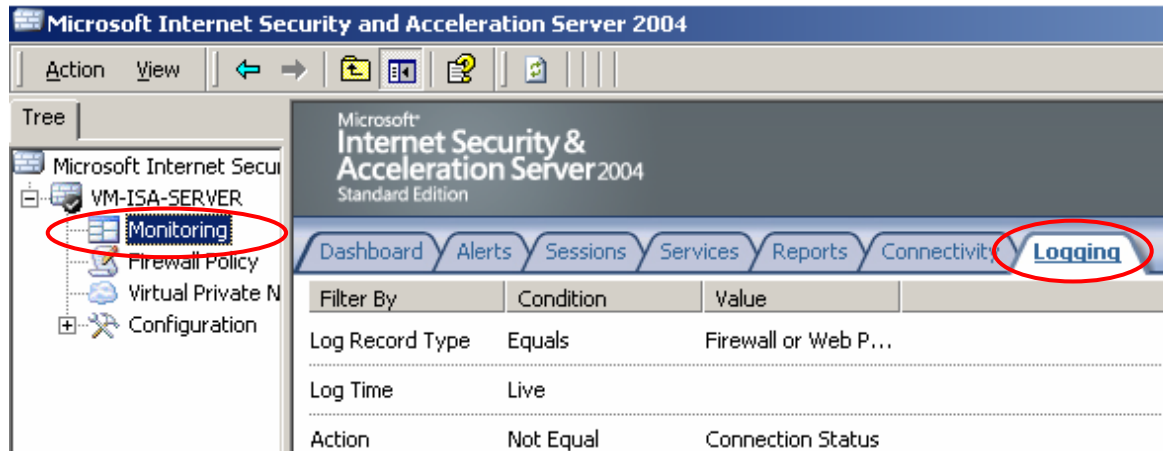 Microsoft Internet Security and Acceleration Server 2004
Action View
Tree
Microsoft Internet Secu
VM-ISA-SERVER
Monitoring
Firewall Policy
Virtual Private N
Configuration
Microsoft
Internet Security &
Acceleration Server 2004
Standard Edition
Dashboard Alerts Sessions Services Reports Connectivity Logging
Filter By Condition Value
Log Record Type Equals Firewall or Web P...
Log Time Live
Action Not Equal Connection Status